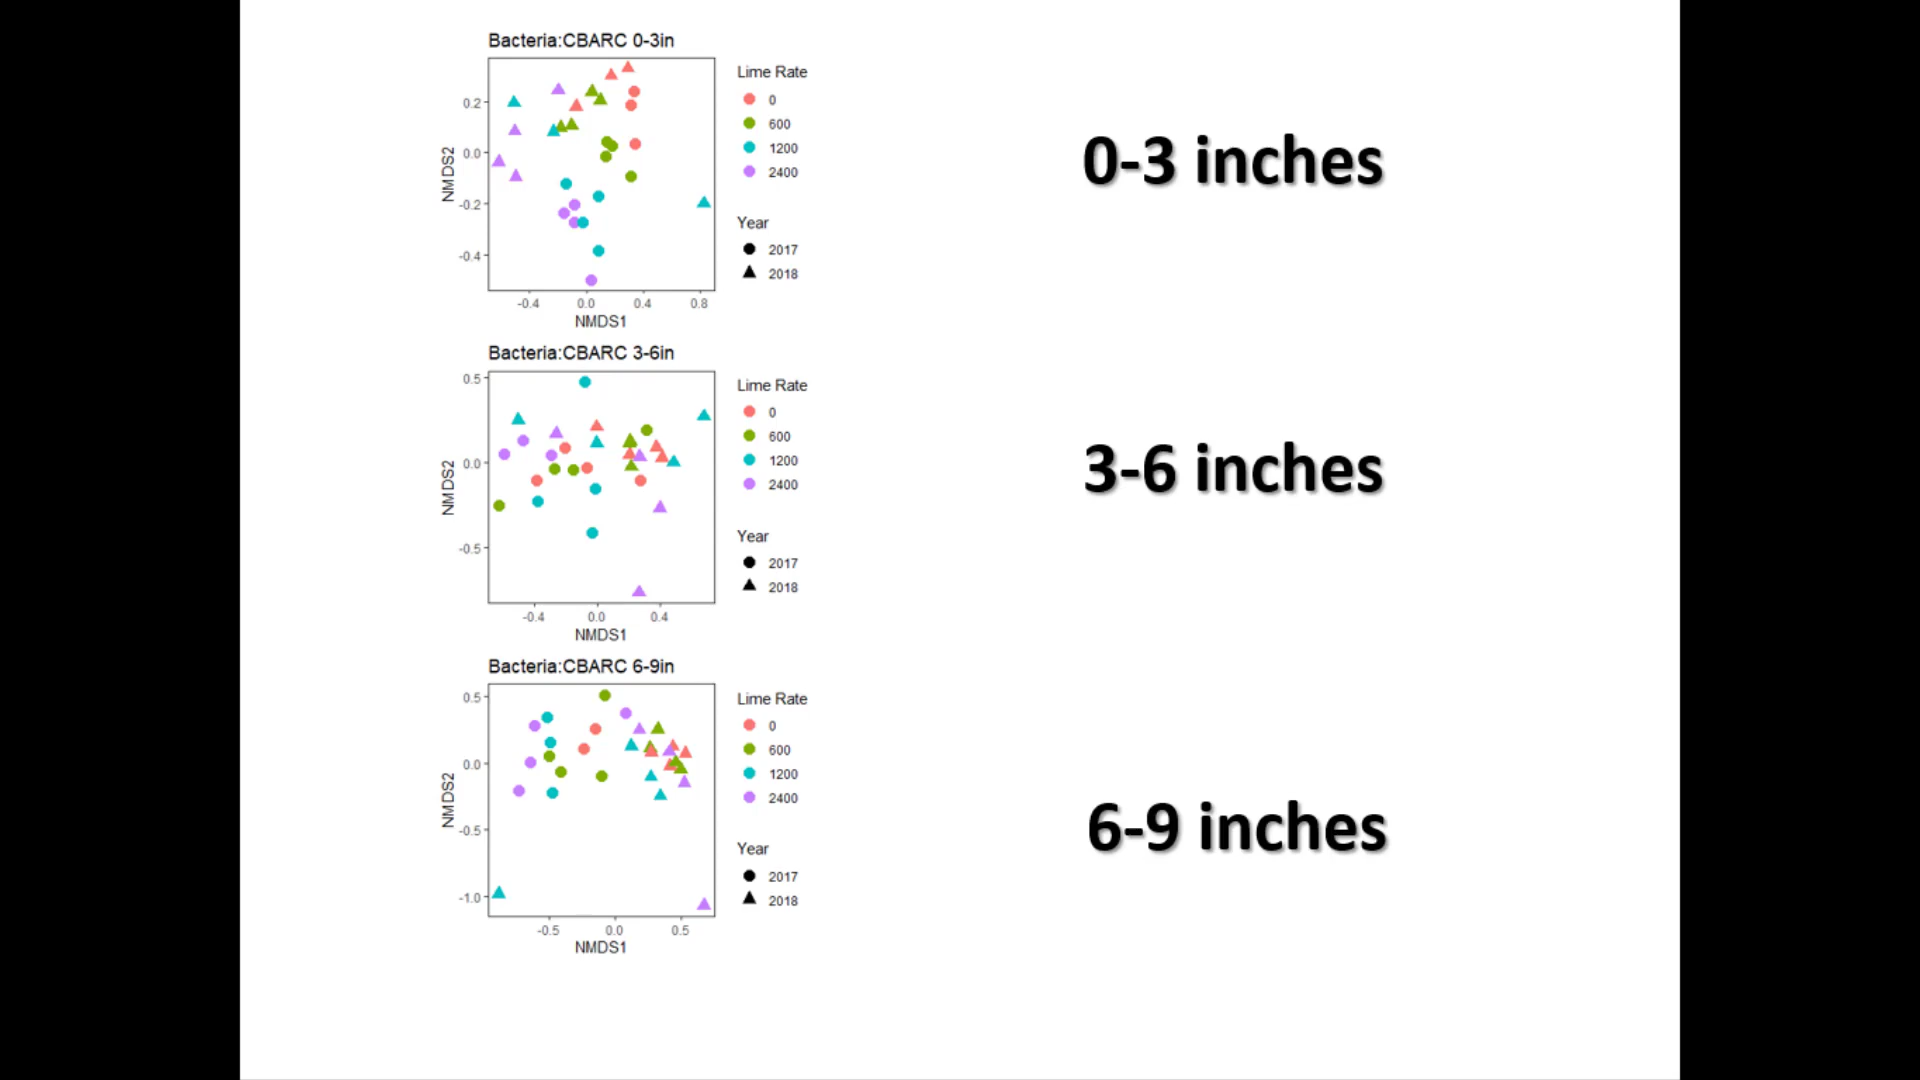 Bacteria:CBARC 0-3in
Lime Rate
0
600
1200
2400
Year
2017
2018
0.2
0.0
-0.2
-0.4
NMDS2
-0.4 0.0 0.4 0.8
NMDS1
0-3 inches
Bacteria:CBARC 3-6in
Lime Rate
0
600
1200
2400
Year
2017
2018
0.5
0.0
-0.5
NMDS2
-0.4 0.0 0.4
NMDS1
3-6 inches
Bacteria:CBARC 6-9in
Lime Rate
0
600
1200
2400
Year
2017
2018
0.5
0.0
-0.5
-1.0
NMDS2
-0.5 0.0 0.5
NMDS1
6-9 inches